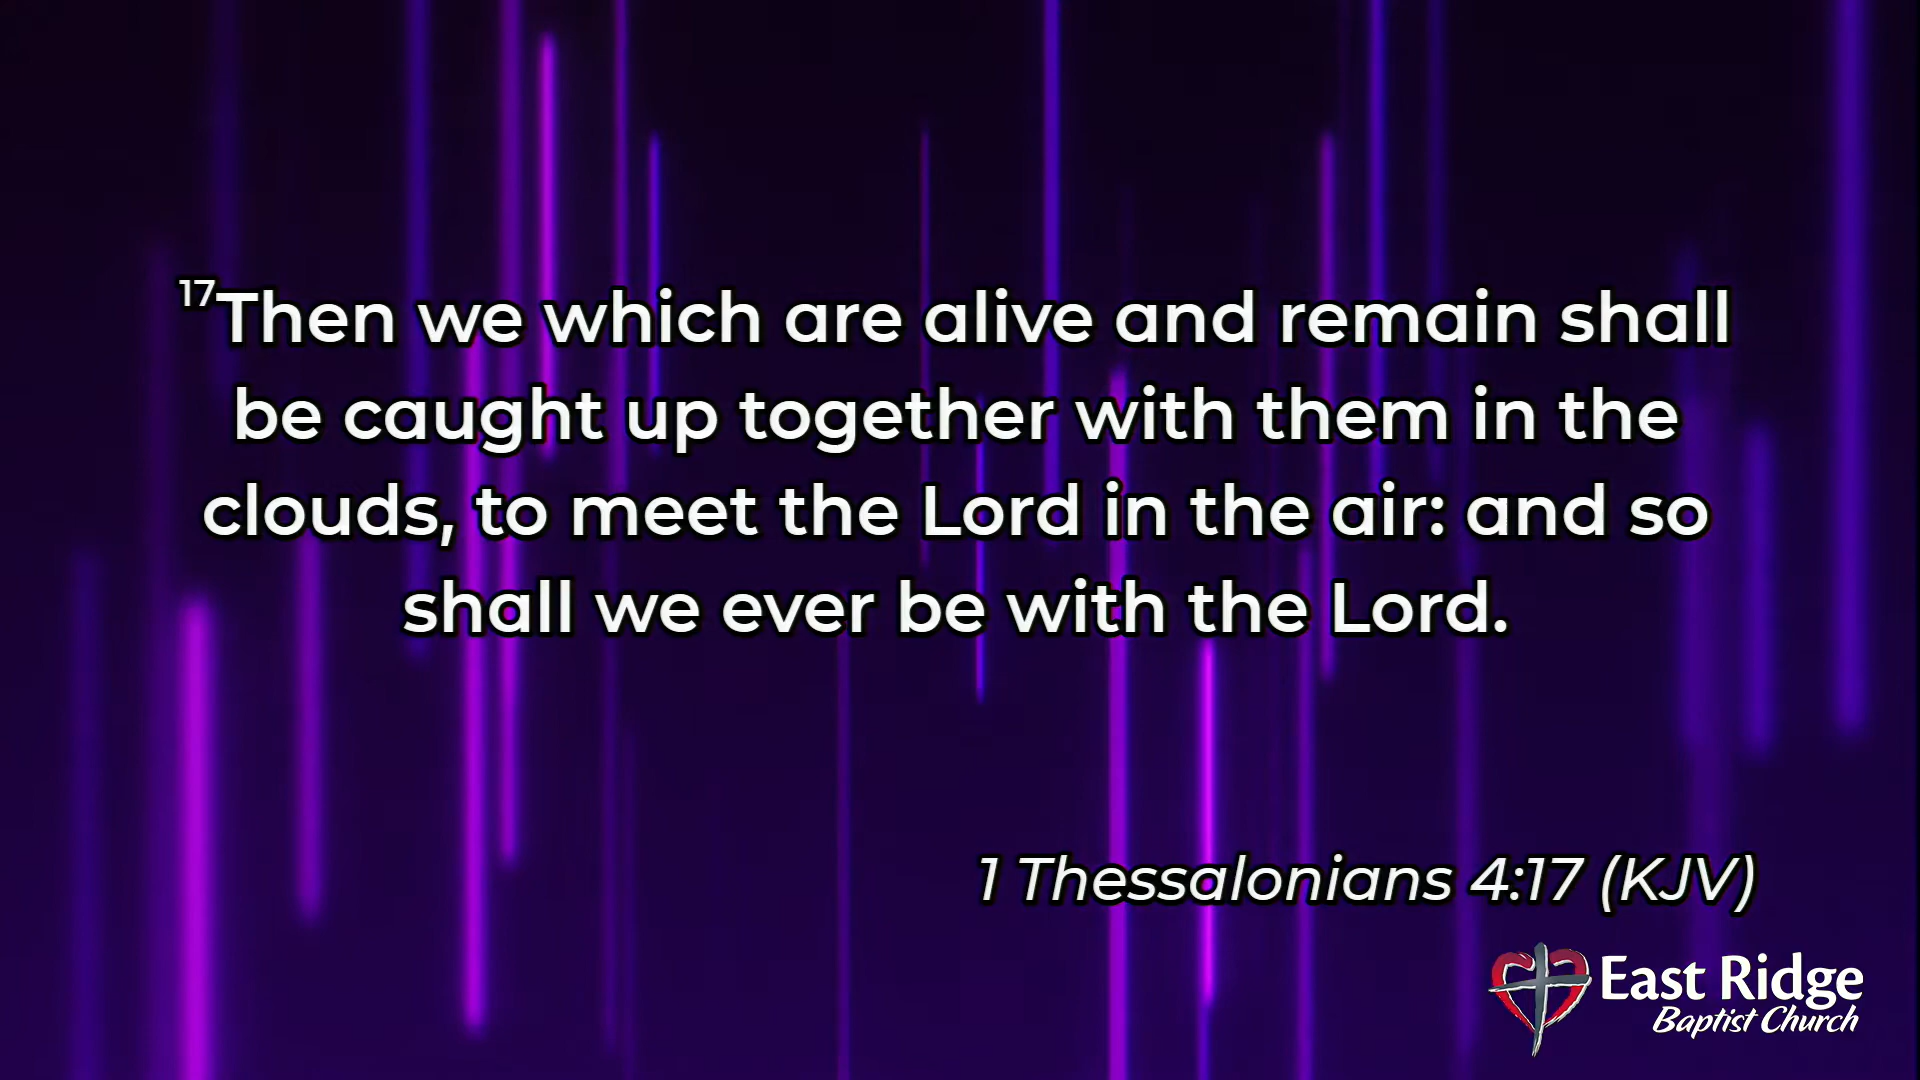 17Then we which are alive and remain shall
be caught up together with them in the
clouds, to meet the Lord in the air: and so
shall we ever be with the Lord.
1 Thessalonians 4:17 (KJV)
East Ridge
Baptist Church